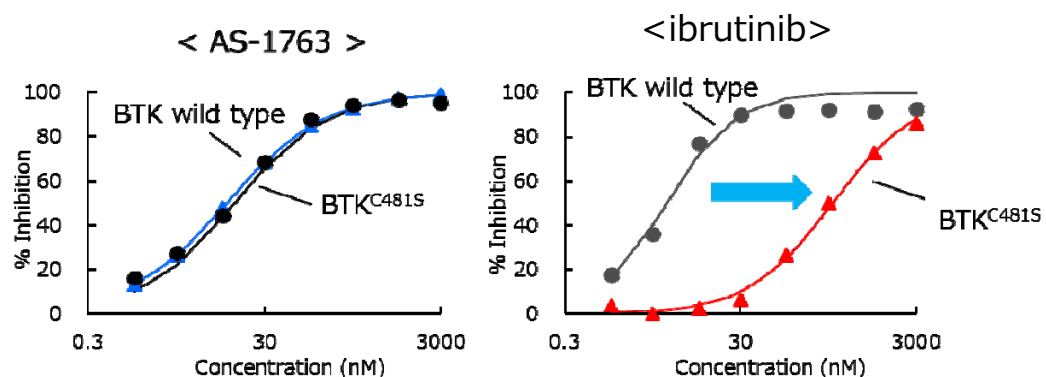 < AS-1763 >
100
80
60
40
20
0
% Inhibition
BTK wild type
BTKC481S
0.3
30
3000
Concentration (nM)
<ibrutinib>
100
80
60
40
20
0
% Inhibition
BTK wild type
BTKC481S
0.3
30
3000
Concentration (nM)